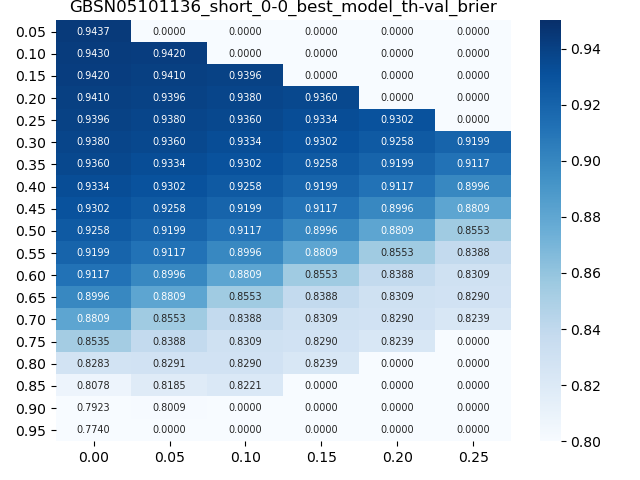 GBSN05101136_short_0-0_best_model_th-val_brier
0.05 0.9437 0.0000 0.0000 0.0000 0.0000 0.0000
0.10 0.9430 0.9420 0.0000 0.0000 0.0000 0.0000
0.15 0.9420 0.9410 0.9396 0.0000 0.0000 0.0000
0.20 0.9410 0.9396 0.9380 0.9360 0.0000 0.0000
0.25 0.9396 0.9380 0.9360 0.9334 0.9302 0.0000
0.30 0.9380 0.9360 0.9334 0.9302 0.9258 0.9199
0.35 0.9360 0.9334 0.9302 0.9258 0.9199 0.9117
0.40 0.9334 0.9302 0.9258 0.9199 0.9117 0.8996
0.45 0.9302 0.9258 0.9199 0.9117 0.8996 0.8809
0.50 0.9258 0.9199 0.9117 0.8996 0.8809 0.8553
0.55 0.9199 0.9117 0.8996 0.8809 0.8553 0.8388
0.60 0.9117 0.8996 0.8809 0.8553 0.8388 0.8309
0.65 0.8996 0.8809 0.8553 0.8388 0.8309 0.8290
0.70 0.8809 0.8553 0.8388 0.8309 0.8290 0.8239
0.75 0.8535 0.8388 0.8309 0.8290 0.8239 0.0000
0.80 0.8283 0.8291 0.8290 0.8239 0.0000 0.0000
0.85 0.8078 0.8185 0.8221 0.0000 0.0000 0.0000
0.90 0.7923 0.8009 0.0000 0.0000 0.0000 0.0000
0.95 0.7740 0.0000 0.0000 0.0000 0.0000 0.0000
0.00 0.05 0.10 0.15 0.20 0.25
0.94
0.92
0.90
0.88
0.86
0.84
0.82
0.80